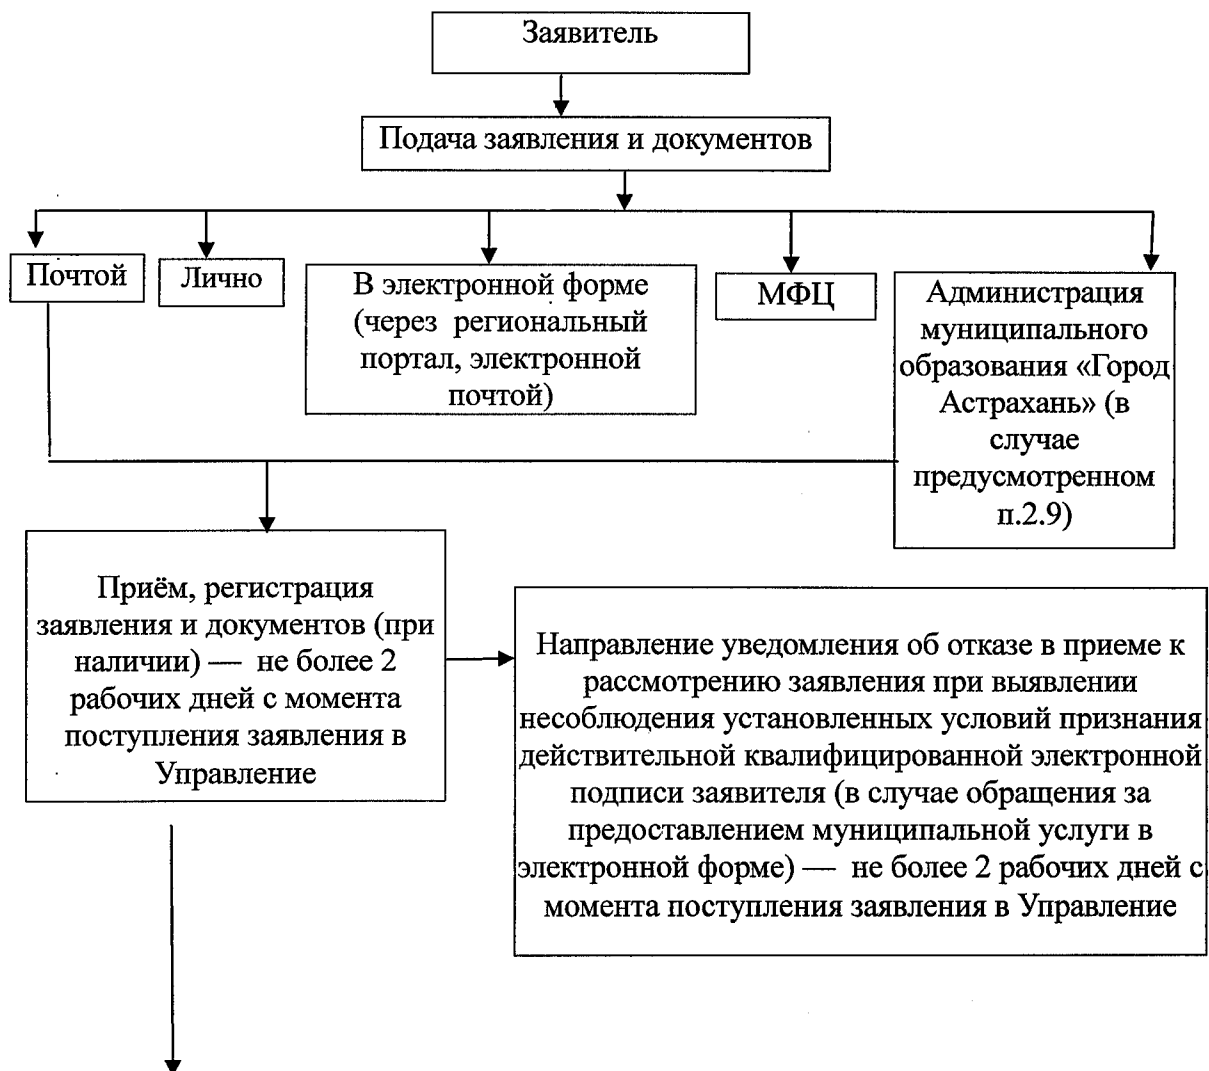 Заявитель
Подача заявления и документов
Почтой
Лично
В электронной форме
(через региональный
портал, электронной
почтой)
МФЦ
Администрация
муниципального
образования «Город
Астрахань» (в
случае
предусмотренном
п.2.9)
Приём, регистрация
заявления и документов (при
наличии) — не более 2
рабочих дней с момента
поступления заявления в
Управление
Направление уведомления об отказе в приеме к
рассмотрению заявления при выявлении
несоблюдения установленных условий признания
действительной квалифицированной электронной
подписи заявителя (в случае обращения за
предоставлением муниципальной услуги в
электронной форме) — не более 2 рабочих дней с
момента поступления заявления в Управление